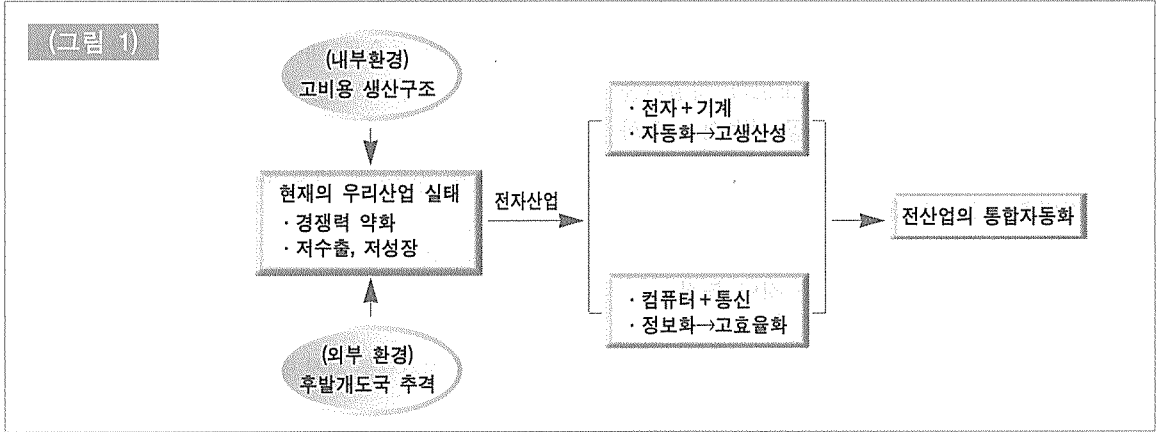 (그림 1)
(내부환경)
고비용 생산구조
현재의 우리산업 실태
· 경쟁력 약화
· 저수출, 저성장
(외부 환경)
후발개도국 추격
전자산업
· 전자+기계
· 자동화→고생산성
· 컴퓨터+통신
· 정보화→고효율화
전산업의 통합자동화